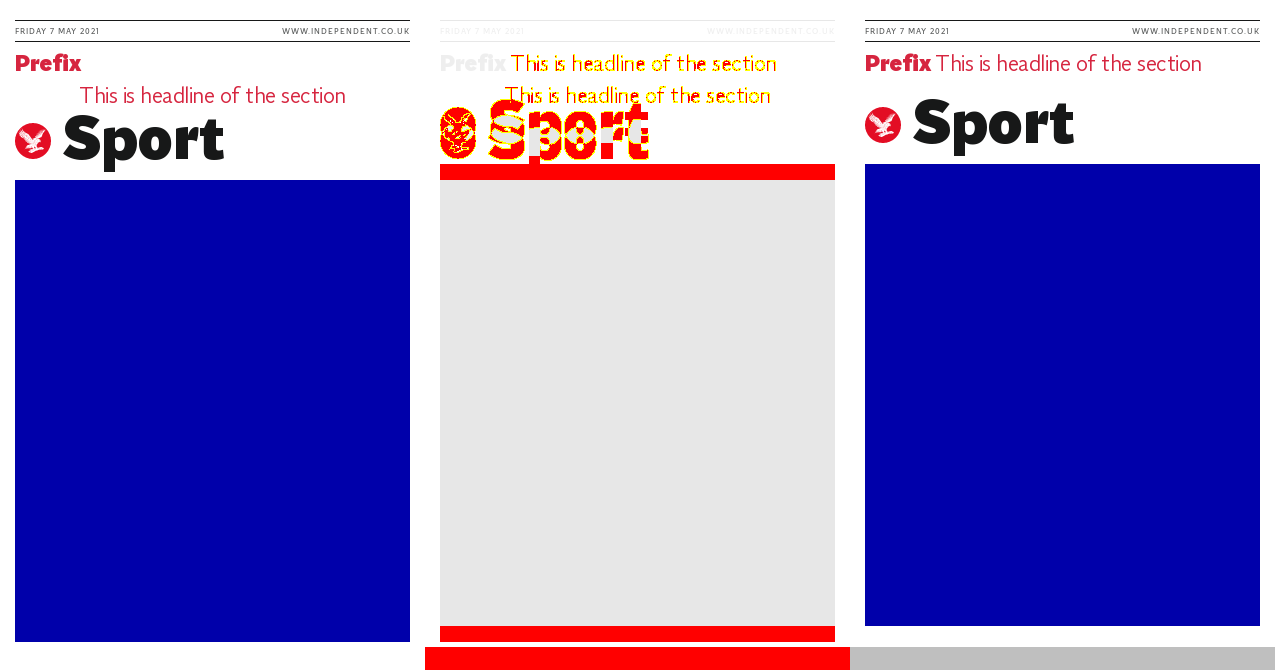 FRIDAY 7 MAY 2021 WWW.INDEPENDENT.CO.UK
Prefix
This is headline of the section
Sport
FRIDAY 7 MAY 2021 WWW.INDEPENDENT.CO.UK
Prefix This is headline of the section
This is headline of the section
Sport
FRIDAY 7 MAY 2021 WWW.INDEPENDENT.CO.UK
Prefix This is headline of the section
Sport